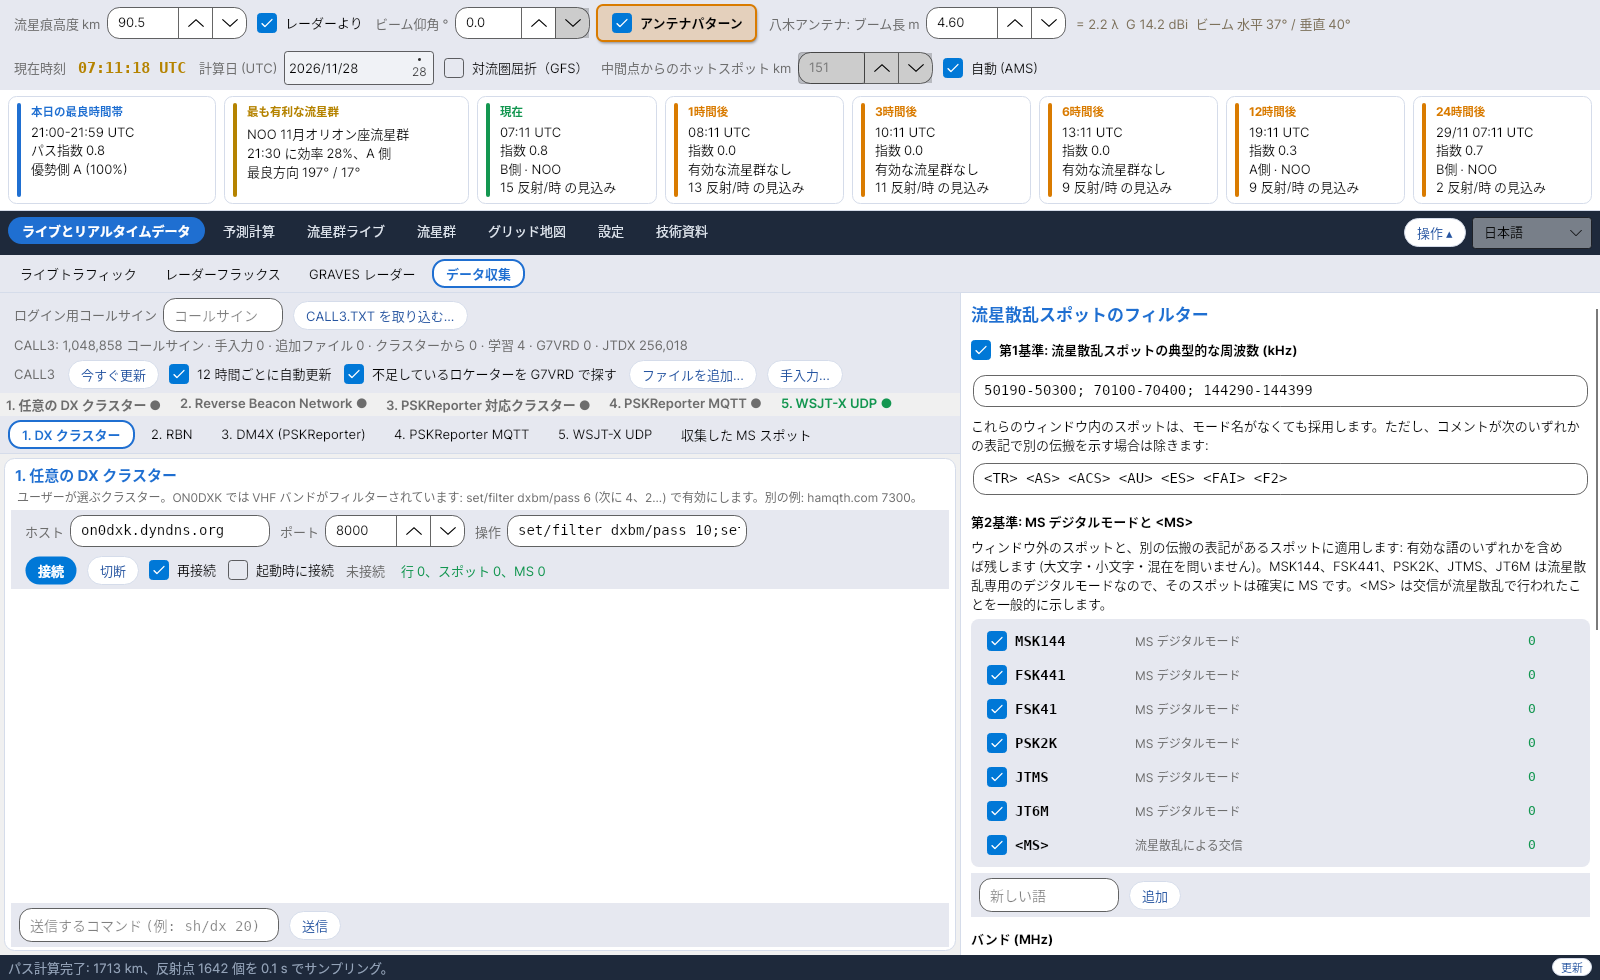 流星痕高度 km 90.5 レーダーより ビーム仰角 ° 0.0 アンテナパターン 八木アンテナ: ブーム長 m 4.60 = 2.2 λ G 14.2 dBi ビーム 水平 37° / 垂直 40°
現在時刻 07:11:18 UTC 計算日 (UTC) 2026/11/28 28 対流圏屈折（GFS） 中間点からのホットスポット km 151 自動 (AMS)
本日の最良時間帯
21:00-21:59 UTC
パス指数 0.8
優勢側 A (100%)
最も有利な流星群
NOO 11月オリオン座流星群
21:30 に効率 28%、A 側
最良方向 197° / 17°
現在
07:11 UTC
指数 0.8
B側 · NOO
15 反射/時 の見込み
1時間後
08:11 UTC
指数 0.0
有効な流星群なし
13 反射/時 の見込み
3時間後
10:11 UTC
指数 0.0
有効な流星群なし
11 反射/時 の見込み
6時間後
13:11 UTC
指数 0.0
有効な流星群なし
9 反射/時 の見込み
12時間後
19:11 UTC
指数 0.3
A側 · NOO
9 反射/時 の見込み
24時間後
29/11 07:11 UTC
指数 0.7
B側 · NOO
2 反射/時 の見込み
ライブとリアルタイムデータ 予測計算 流星群ライブ 流星群 グリッド地図 設定 技術資料 操作 ▴ 日本語
ライブトラフィック レーダーフラックス GRAVES レーダー データ収集
ログイン用コールサイン コールサイン CALL3.TXT を取り込む...
CALL3: 1,048,858 コールサイン · 手入力 0 · 追加ファイル 0 · クラスターから 0 · 学習 4 · G7VRD 0 · JTDX 256,018
CALL3 今すぐ更新 12 時間ごとに自動更新 不足しているロケーターを G7VRD で探す ファイルを追加... 手入力...
1. 任意の DX クラスター ● 2. Reverse Beacon Network ● 3. PSKReporter 対応クラスター ● 4. PSKReporter MQTT ● 5. WSJT-X UDP ●
1. DX クラスター 2. RBN 3. DM4X (PSKReporter) 4. PSKReporter MQTT 5. WSJT-X UDP 収集した MS スポット
1. 任意の DX クラスター
ユーザーが選ぶクラスター。ON0DXK では VHF バンドがフィルターされています: set/filter dxbm/pass 6 (次に 4、2...) で有効にします。別の例: hamqth.com 7300。
ホスト on0dxk.dyndns.org ポート 8000 操作 set/filter dxbm/pass 10;set
接続 切断 再接続 起動時に接続 未接続 行 0、スポット 0、MS 0
送信するコマンド (例: sh/dx 20) 送信
流星散乱スポットのフィルター
第1基準: 流星散乱スポットの典型的な周波数 (kHz)
50190-50300; 70100-70400; 144290-144399
これらのウィンドウ内のスポットは、モード名がなくても採用します。ただし、コメントが次のいずれか
の表記で別の伝搬を示す場合は除きます:
<TR> <AS> <ACS> <AU> <ES> <FAI> <F2>
第2基準: MS デジタルモードと <MS>
ウィンドウ外のスポットと、別の伝搬の表記があるスポットに適用します: 有効な語のいずれかを含め
ば残します (大文字・小文字・混在を問いません)。MSK144、FSK441、PSK2K、JTMS、JT6M は流星散
乱専用のデジタルモードなので、そのスポットは確実に MS です。<MS> は交信が流星散乱で行われたこ
とを一般的に示します。
MSK144 MS デジタルモード 0
FSK441 MS デジタルモード 0
FSK41 MS デジタルモード 0
PSK2K MS デジタルモード 0
JTMS MS デジタルモード 0
JT6M MS デジタルモード 0
<MS> 流星散乱による交信 0
新しい語 追加
バンド (MHz)
パス計算完了: 1713 km、反射点 1642 個を 0.1 s でサンプリング。 更新